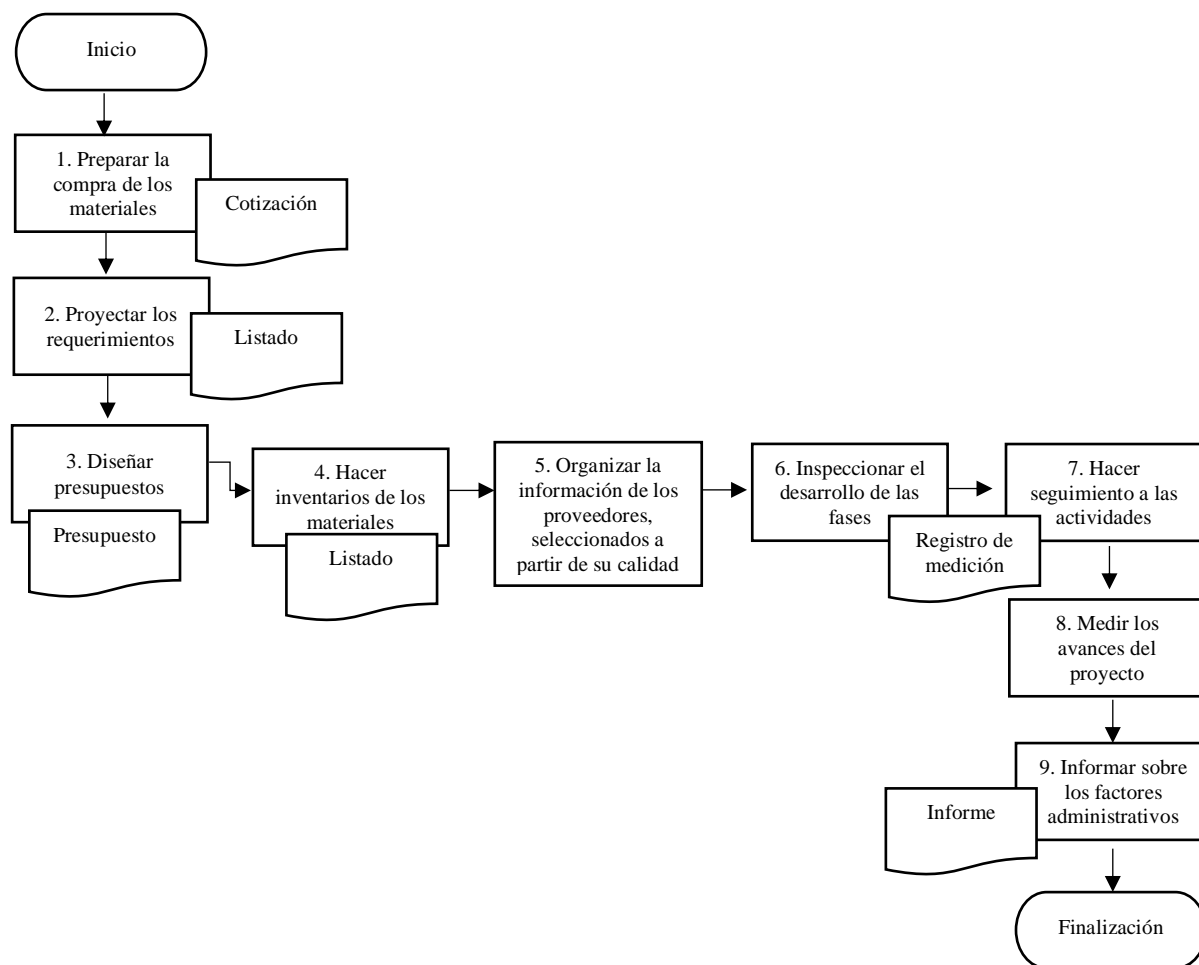 Inicio
1. Preparar la
compra de los
materiales
Cotización
2. Proyectar los
requerimientos
Listado
3. Diseñar
presupuestos
Presupuesto
4. Hacer
inventarios de los
materiales
Listado
5. Organizar la
información de los
proveedores,
seleccionados a
partir de su calidad
6. Inspeccionar el
desarrollo de las
fases
Registro de
medición
7. Hacer
seguimiento a las
actividades
8. Medir los
avances del
proyecto
9. Informar sobre
los factores
administrativos
Informe
Finalización